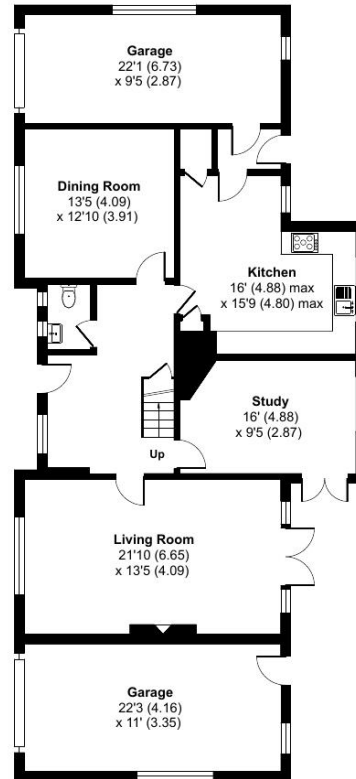 Garage
22'1 (6.73)
x 9'5 (2.87)
Dining Room
13'5 (4.09)
x 12'10 (3.91)
Kitchen
16' (4.88) max
x 15'9 (4.80) max
Study
16' (4.88)
x 9'5 (2.87)
Up
Living Room
21'10 (6.65)
x 13'5 (4.09)
Garage
22'3 (4.16)
x 11' (3.35)